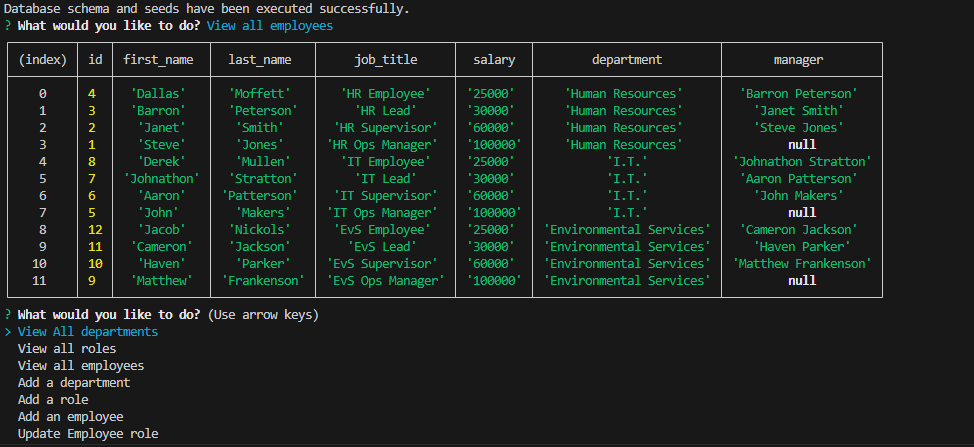 Database schema and seeds have been executed successfully.
? What would you like to do? View all employees
(index) id first_name last_name job_title salary department manager
0 4 'Dallas' 'Moffett' 'HR Employee' '25000' 'Human Resources' 'Barron Peterson'
1 3 'Barron' 'Peterson' 'HR Lead' '30000' 'Human Resources' 'Janet Smith'
2 2 'Janet' 'Smith' 'HR Supervisor' '60000' 'Human Resources' 'Steve Jones'
3 1 'Steve' 'Jones' 'HR Ops Manager' '100000' 'Human Resources' null
4 8 'Derek' 'Mullen' 'IT Employee' '25000' 'I.T.' 'Johnathon Stratton'
5 7 'Johnathon' 'Stratton' 'IT Lead' '30000' 'I.T.' 'Aaron Patterson'
6 6 'Aaron' 'Patterson' 'IT Supervisor' '60000' 'I.T.' 'John Makers'
7 5 'John' 'Makers' 'IT Ops Manager' '100000' 'I.T.' null
8 12 'Jacob' 'Nickols' 'EvS Employee' '25000' 'Environmental Services' 'Cameron Jackson'
9 11 'Cameron' 'Jackson' 'EvS Lead' '30000' 'Environmental Services' 'Haven Parker'
10 10 'Haven' 'Parker' 'EvS Supervisor' '60000' 'Environmental Services' 'Matthew Frankenson'
11 9 'Matthew' 'Frankenson' 'EvS Ops Manager' '100000' 'Environmental Services' null
? What would you like to do? (Use arrow keys)
> View All departments
View all roles
View all employees
Add a department
Add a role
Add an employee
Update Employee role